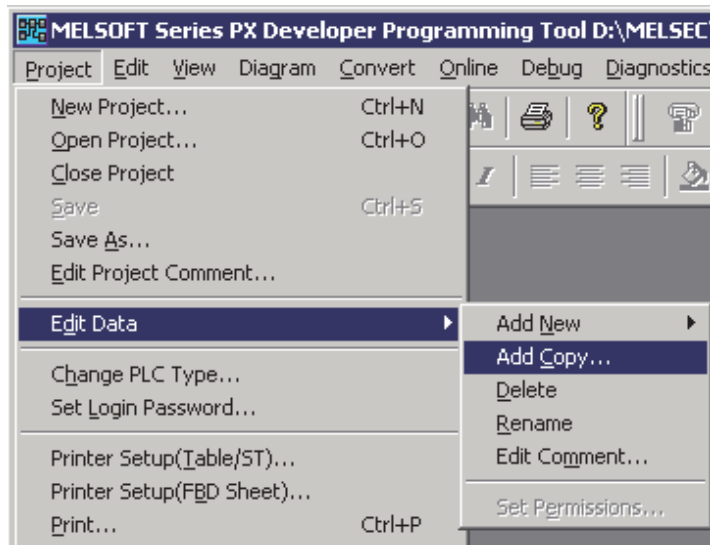 MELSOFT Series PX Developer Programming Tool D:\MELSEC
Project Edit View Diagram Convert Online Debug Diagnostics
New Project... Ctrl+N
Open Project... Ctrl+O
Close Project
Save Ctrl+S
Save As...
Edit Project Comment...
Edit Data
Add New
Add Copy...
Delete
Rename
Edit Comment...
Set Permissions...
Change PLC Type...
Set Login Password...
Printer Setup(Table/ST)...
Printer Setup(FBD Sheet)...
Print... Ctrl+P